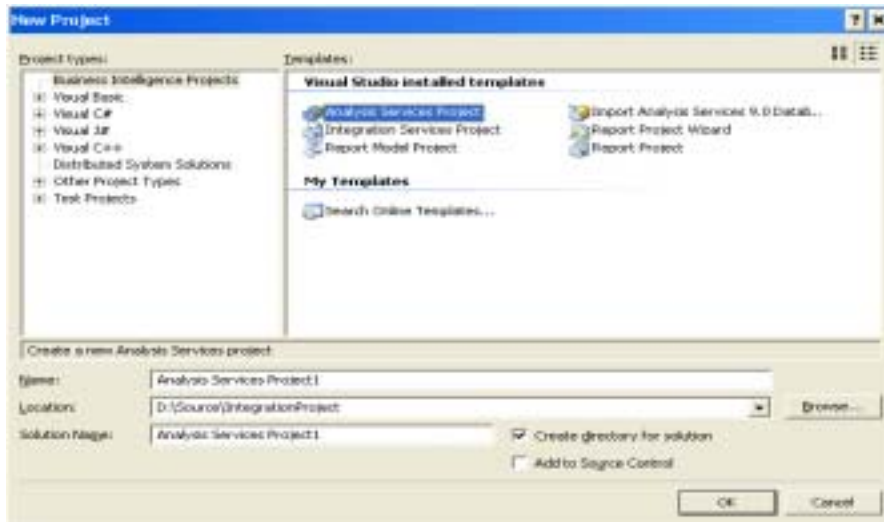 New Project
Project types:
Templates:
Business Intelligence Projects
Visual Basic
Visual C#
Visual J#
Visual C++
Distributed System Solutions
Other Project Types
Test Projects
Visual Studio installed templates
Analysis Services Project
Import Analysis Services 9.0 Datab...
Integration Services Project
Report Project Wizard
Report Model Project
Report Project
My Templates
Search Online Templates...
Create a new Analysis Services project
Name:
Analysis Services Project1
Location:
D:\Source\IntegrationProject
Browse...
Solution Name:
Analysis Services Project1
Create directory for solution
Add to Source Control
OK
Cancel